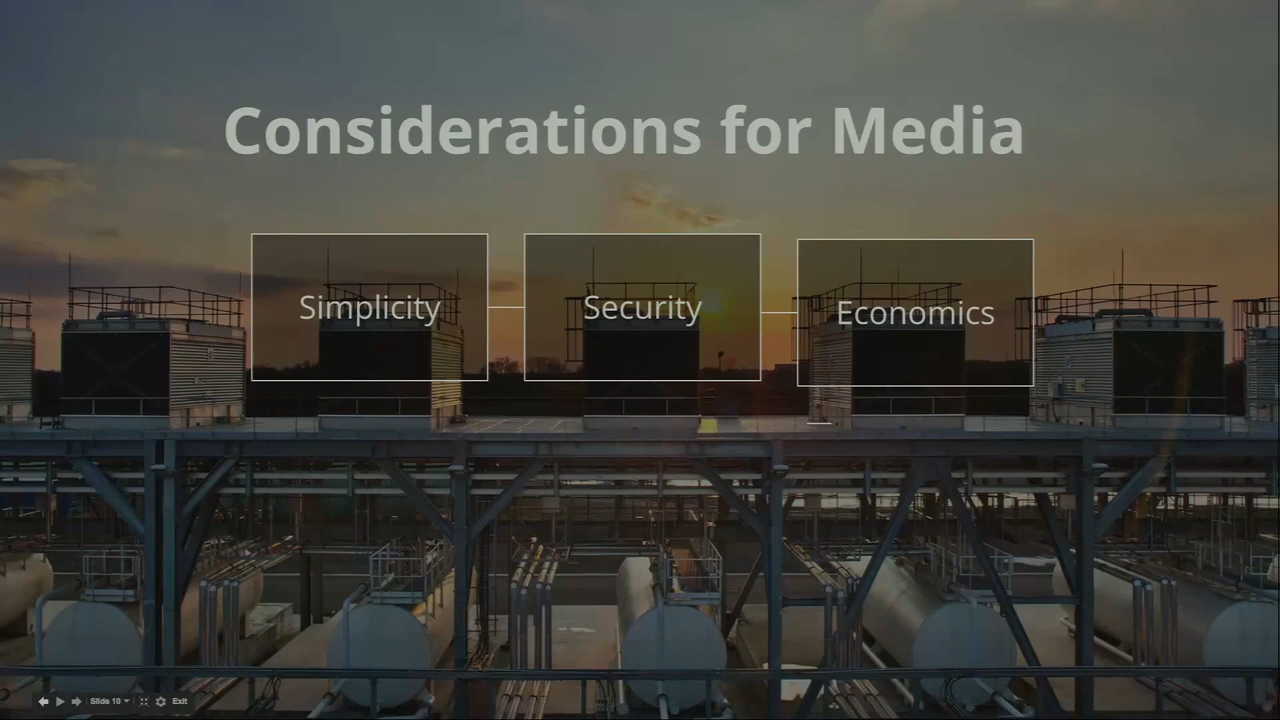 Considerations for Media
Simplicity
Security
Economics
Slide 10
Exit